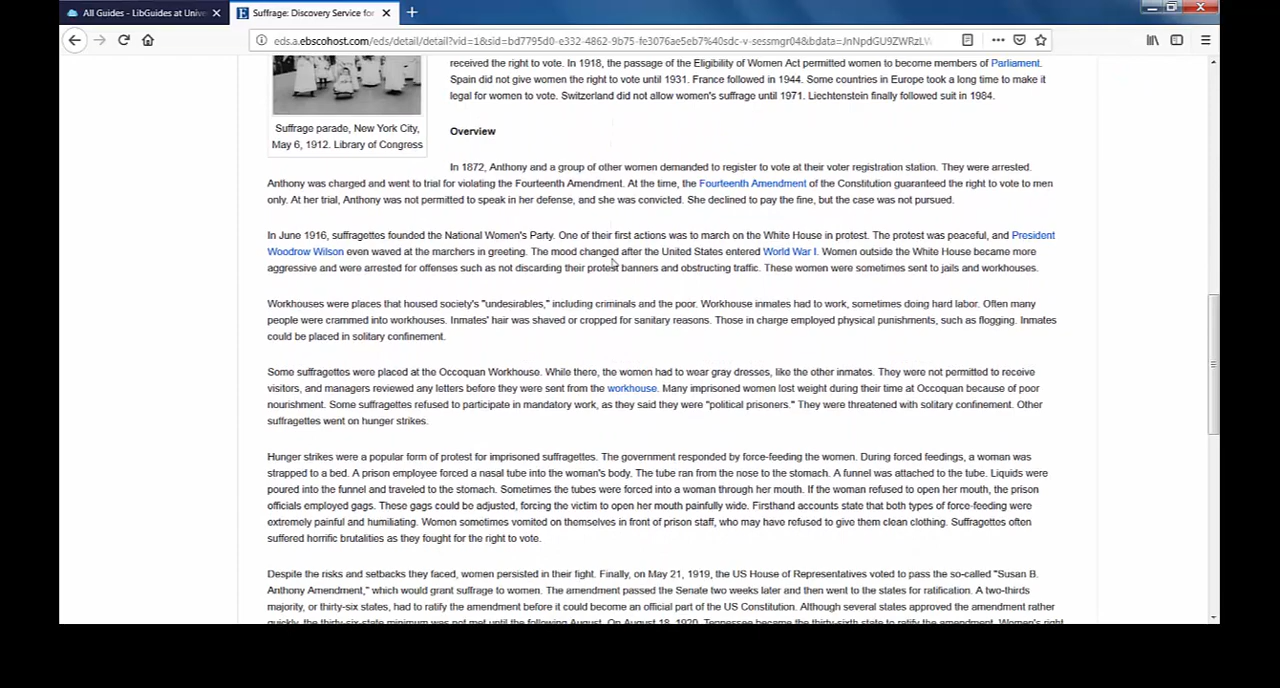 All Guides - LibGuides at Unive
Suffrage: Discovery Service for
eds.a.ebscohost.com/eds/detail/detail?vid=1&sid=bd7795d0-e332-4862-9b75-fe3076ae5eb7%40sdc-v-sessmgr04&bdata=JnNpdGU9ZWRzL
received the right to vote. In 1918, the passage of the Eligibility of Women Act permitted women to become members of Parliament.
Spain did not give women the right to vote until 1931. France followed in 1944. Some countries in Europe took a long time to make it
legal for women to vote. Switzerland did not allow women's suffrage until 1971. Liechtenstein finally followed suit in 1984.
Suffrage parade, New York City,
May 6, 1912. Library of Congress
Overview
In 1872, Anthony and a group of other women demanded to register to vote at their voter registration station. They were arrested.
Anthony was charged and went to trial for violating the Fourteenth Amendment. At the time, the Fourteenth Amendment of the Constitution guaranteed the right to vote to men
only. At her trial, Anthony was not permitted to speak in her defense, and she was convicted. She declined to pay the fine, but the case was not pursued.
In June 1916, suffragettes founded the National Women's Party. One of their first actions was to march on the White House in protest. The protest was peaceful, and President
Woodrow Wilson even waved at the marchers in greeting. The mood changed after the United States entered World War I. Women outside the White House became more
aggressive and were arrested for offenses such as not discarding their protest banners and obstructing traffic. These women were sometimes sent to jails and workhouses.
Workhouses were places that housed society's "undesirables," including criminals and the poor. Workhouse inmates had to work, sometimes doing hard labor. Often many
people were crammed into workhouses. Inmates' hair was shaved or cropped for sanitary reasons. Those in charge employed physical punishments, such as flogging. Inmates
could be placed in solitary confinement.
Some suffragettes were placed at the Occoquan Workhouse. While there, the women had to wear gray dresses, like the other inmates. They were not permitted to receive
visitors, and managers reviewed any letters before they were sent from the workhouse. Many imprisoned women lost weight during their time at Occoquan because of poor
nourishment. Some suffragettes refused to participate in mandatory work, as they said they were "political prisoners." They were threatened with solitary confinement. Other
suffragettes went on hunger strikes.
Hunger strikes were a popular form of protest for imprisoned suffragettes. The government responded by force-feeding the women. During forced feedings, a woman was
strapped to a bed. A prison employee forced a nasal tube into the woman's body. The tube ran from the nose to the stomach. A funnel was attached to the tube. Liquids were
poured into the funnel and traveled to the stomach. Sometimes the tubes were forced into a woman through her mouth. If the woman refused to open her mouth, the prison
officials employed gags. These gags could be adjusted, forcing the victim to open her mouth painfully wide. Firsthand accounts state that both types of force-feeding were
extremely painful and humiliating. Women sometimes vomited on themselves in front of prison staff, who may have refused to give them clean clothing. Suffragettes often
suffered horrific brutalities as they fought for the right to vote.
Despite the risks and setbacks they faced, women persisted in their fight. Finally, on May 21, 1919, the US House of Representatives voted to pass the so-called "Susan B.
Anthony Amendment," which would grant suffrage to women. The amendment passed the Senate two weeks later and then went to the states for ratification. A two-thirds
majority, or thirty-six states, had to ratify the amendment before it could become an official part of the US Constitution. Although several states approved the amendment rather
quickly, the thirty-six-state minimum was not met until the following August. On August 18, 1920, Tennessee became the thirty-sixth state to ratify the amendment. Women's right